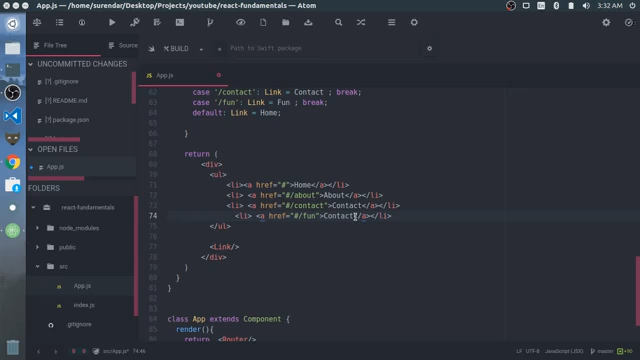 App.js — /home/surendar/Desktop/Projects/youtube/react-fundamentals — Atom
En
3:32 AM
File Tree
Source
BUILD
Path to Swift package
UNCOMMITTED CHANGES
[?] .gitignore
[?] README.md
[?] package.json
OPEN FILES
App.js
FOLDERS
react-fundamentals
node_modules
public
src
App.js
index.js
.gitignore
JS App.js
62 case '/contact': Link = Contact ; break;
63 case '/fun': Link = Fun ; break;
64 default: Link = Home;
65
66 }
67
68 return (
69 <div>
70 <ul>
71 <li><a href="#">Home</a></li>
72 <li> <a href="#/about">About</a></li>
73 <li> <a href="#/contact">Contact</a></li>
74 <li> <a href="#/fun">Contact</a></li>
75 </ul>
76
77 <Link/>
78 </div>
79 )
80 }
81 }
82
83
84 class App extends Component {
85 render(){
86 return <Router/>
src/App.js* 74:46
LF UTF-8 JavaScript (JSX) master +90